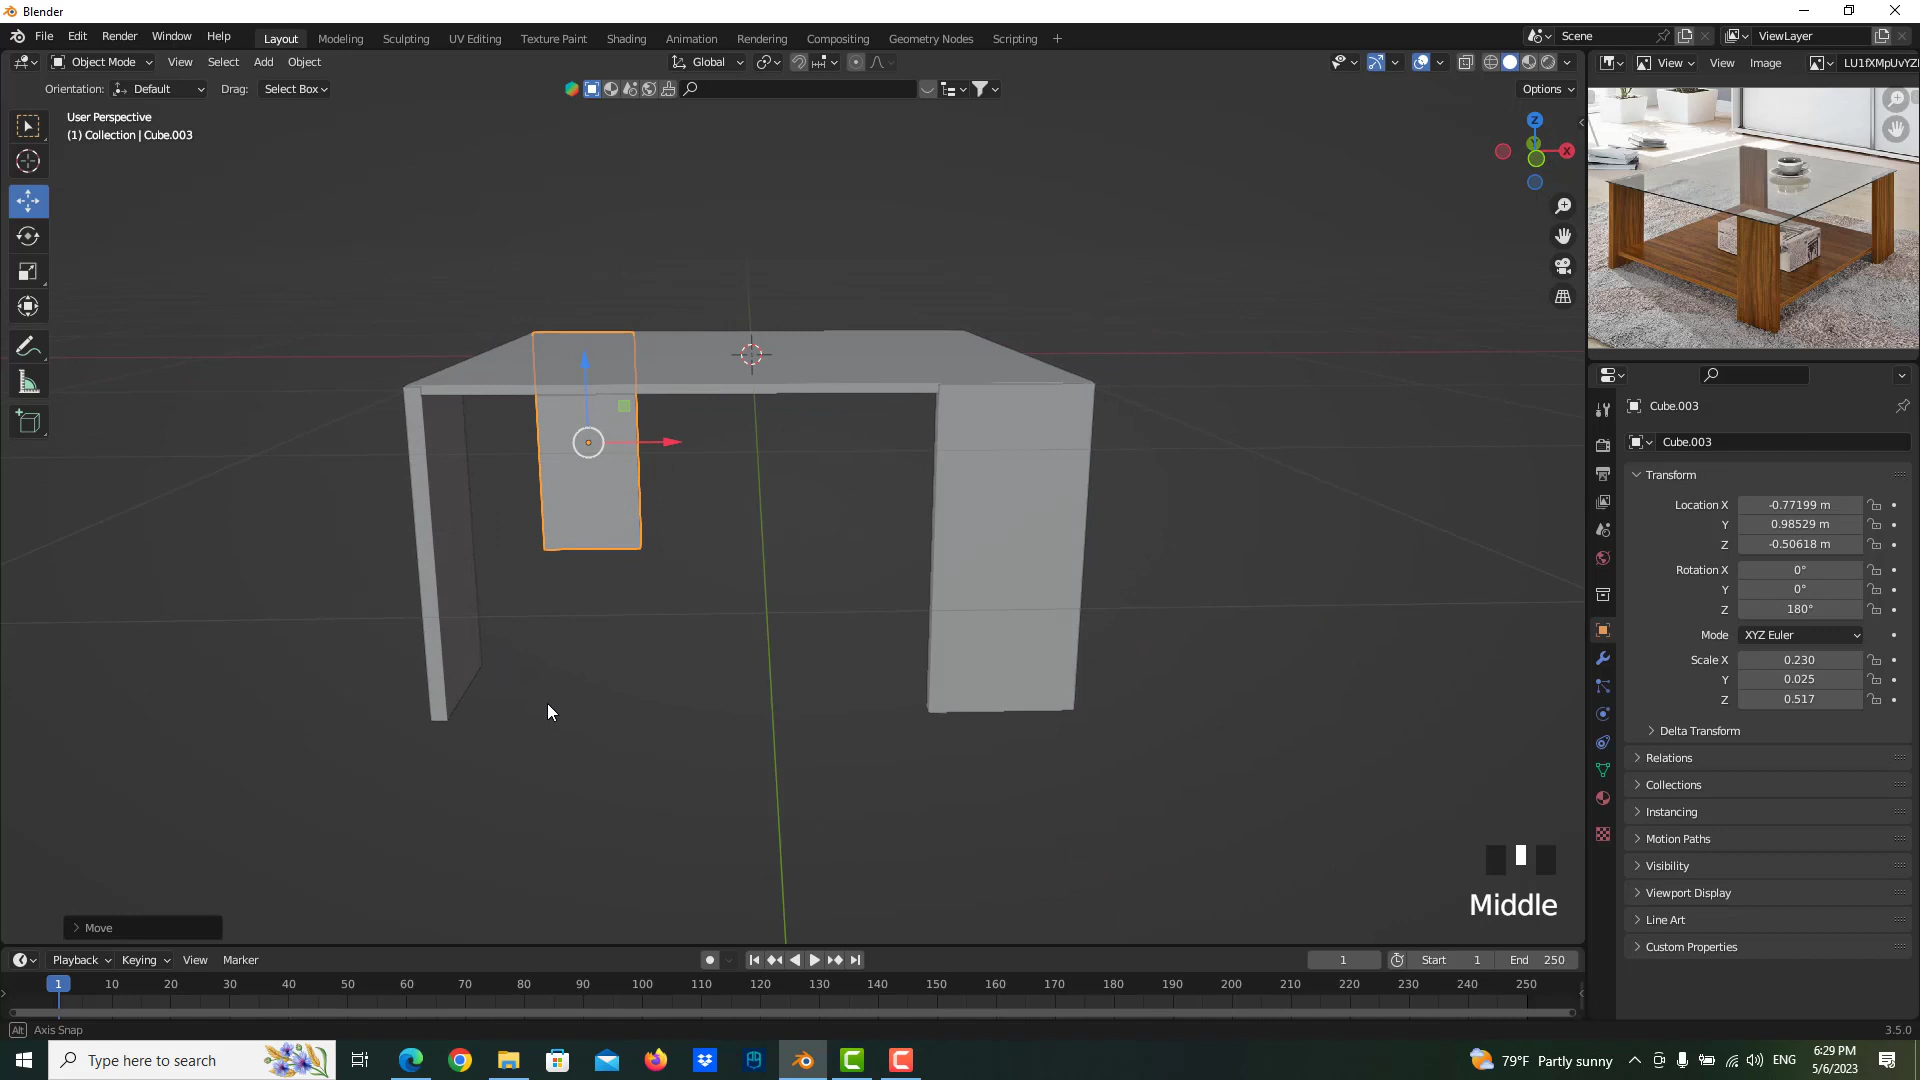 Blender
File Edit Render Window Help Layout Modeling Sculpting UV Editing Texture Paint Shading Animation Rendering Compositing Geometry Nodes Scripting + Scene ViewLayer
Object Mode View Select Add Object Global View View Image LU1fXMpUvYZ
Orientation: Default Drag: Select Box Options
User Perspective
(1) Collection | Cube.003
Z
X
Cube.003
Cube.003
Transform
Location X -0.77199 m
Y 0.98529 m
Z -0.50618 m
Rotation X 0°
Y 0°
Z 180°
Mode XYZ Euler
Scale X 0.230
Y 0.025
Z 0.517
Delta Transform
Relations
Collections
Instancing
Motion Paths
Visibility
Viewport Display
Line Art
Custom Properties
Middle
Move
Playback Keying View Marker 1 Start 1 End 250
1 10 20 30 40 50 60 70 80 90 100 110 120 130 140 150 160 170 180 190 200 210 220 230 240 250
Alt Axis Snap 3.5.0
Type here to search 79°F Partly sunny ENG 6:29 PM
5/6/2023